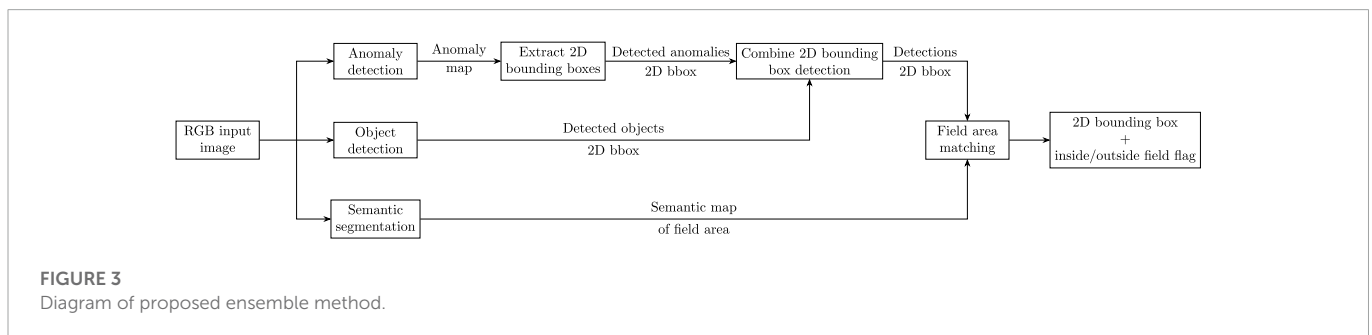 Anomaly
detection
Anomaly
map
Extract 2D
bounding boxes
Detected anomalies
2D bbox
Combine 2D bounding
box detection
Detections
2D bbox
RGB input
image
Object
detection
Detected objects
2D bbox
Field area
matching
2D bounding box
+
inside/outside field flag
Semantic
segmentation
Semantic map
of field area
FIGURE 3
Diagram of proposed ensemble method.